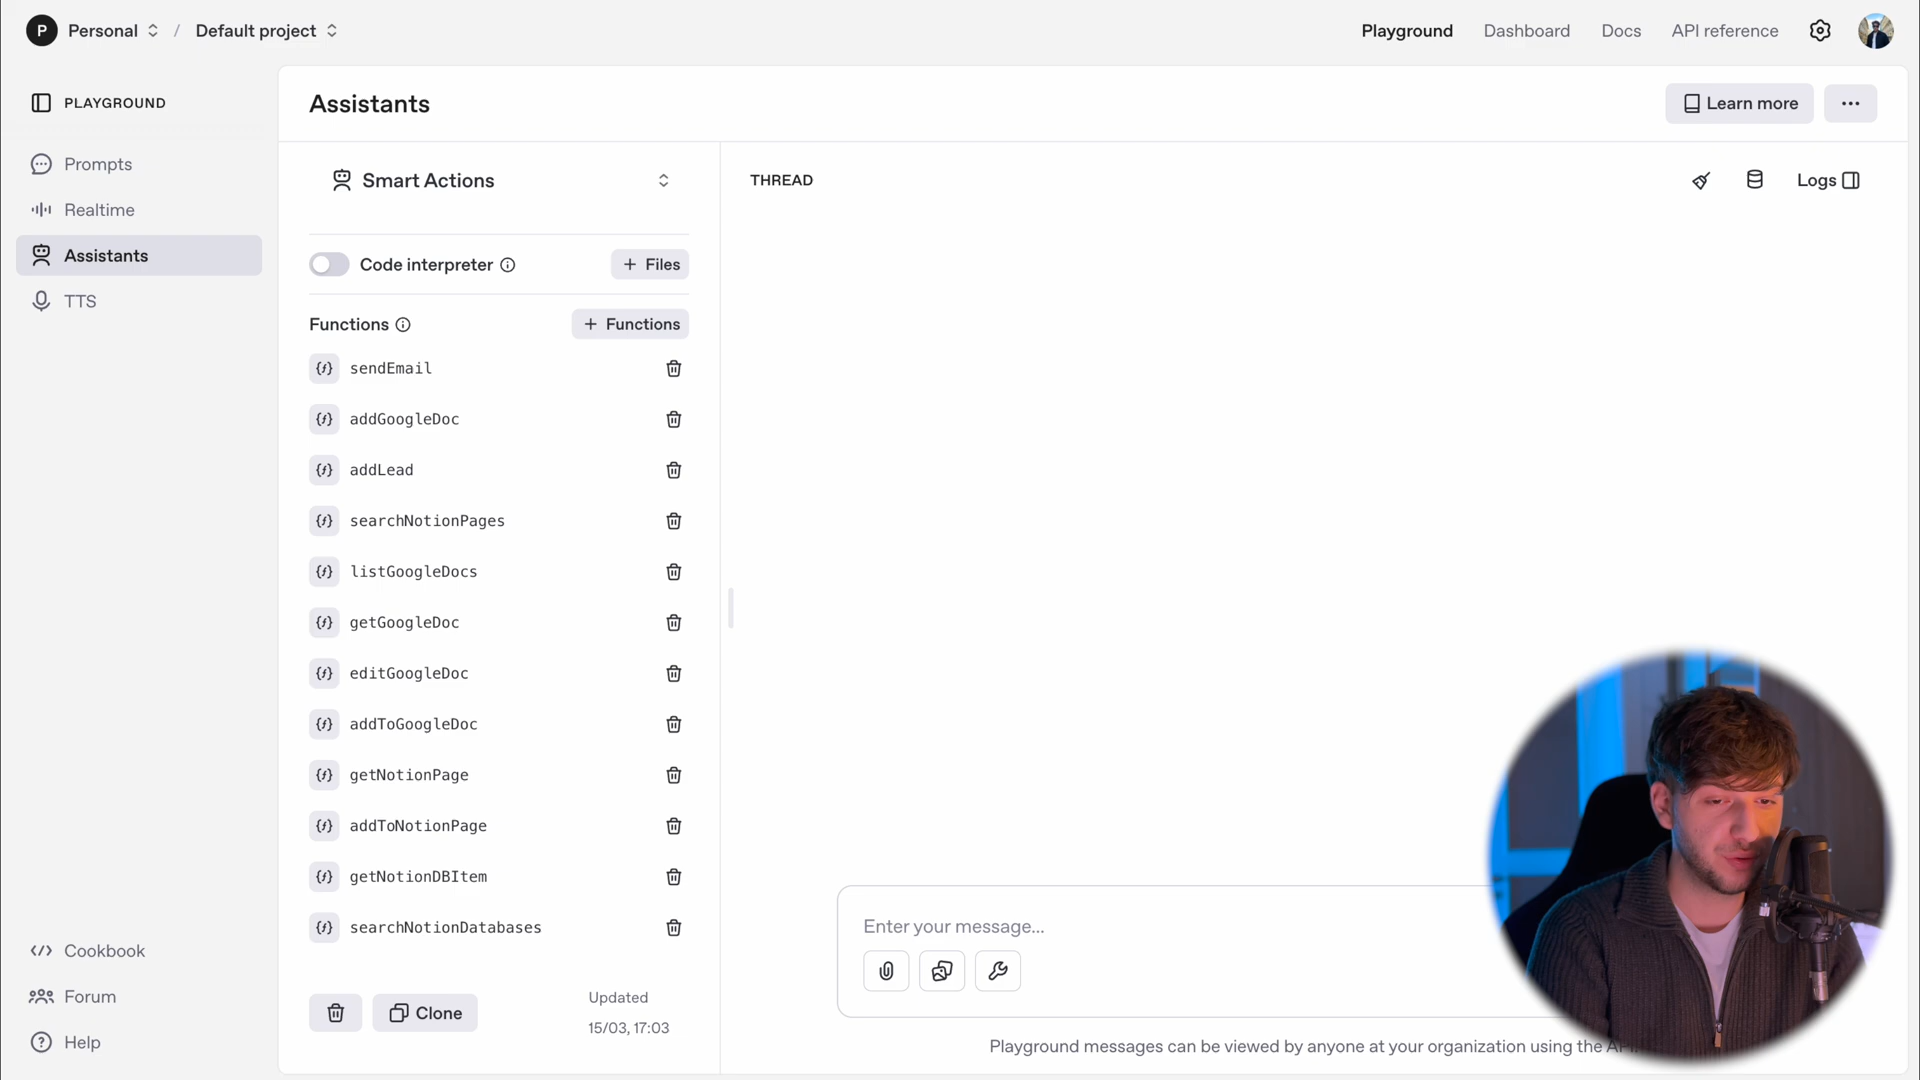 P Personal / Default project
Playground Dashboard Docs API reference
PLAYGROUND
Prompts
Realtime
Assistants
TTS
Cookbook
Forum
Help
Assistants
Learn more
Smart Actions
Code interpreter + Files
Functions + Functions
{f} sendEmail
{f} addGoogleDoc
{f} addLead
{f} searchNotionPages
{f} listGoogleDocs
{f} getGoogleDoc
{f} editGoogleDoc
{f} addToGoogleDoc
{f} getNotionPage
{f} addToNotionPage
{f} getNotionDBItem
{f} searchNotionDatabases
Clone
Updated
15/03, 17:03
THREAD
Logs
Enter your message...
Playground messages can be viewed by anyone at your organization using the